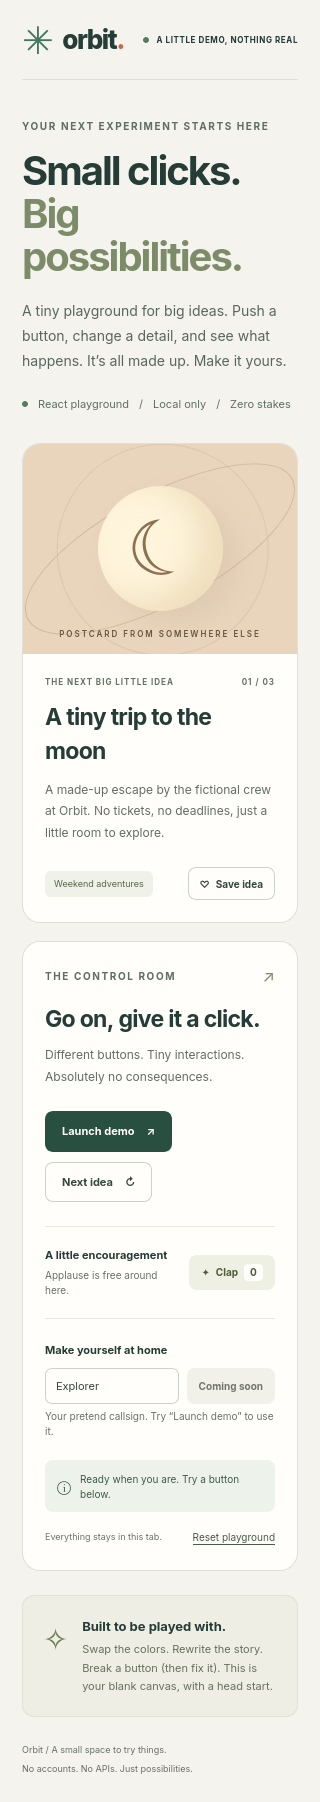 orbit.
A LITTLE DEMO, NOTHING REAL
YOUR NEXT EXPERIMENT STARTS HERE
Small clicks.
Big
possibilities.
A tiny playground for big ideas. Push a
button, change a detail, and see what
happens. It’s all made up. Make it yours.
React playground / Local only / Zero stakes
POSTCARD FROM SOMEWHERE ELSE
THE NEXT BIG LITTLE IDEA 01 / 03
A tiny trip to the
moon
A made-up escape by the fictional crew
at Orbit. No tickets, no deadlines, just a
little room to explore.
Weekend adventures
Save idea
THE CONTROL ROOM
Go on, give it a click.
Different buttons. Tiny interactions.
Absolutely no consequences.
Launch demo
Next idea
A little encouragement
Applause is free around
here.
Clap 0
Make yourself at home
Explorer
Coming soon
Your pretend callsign. Try “Launch demo” to use
it.
Ready when you are. Try a button
below.
Everything stays in this tab.
Reset playground
Built to be played with.
Swap the colors. Rewrite the story.
Break a button (then fix it). This is
your blank canvas, with a head start.
Orbit / A small space to try things.
No accounts. No APIs. Just possibilities.